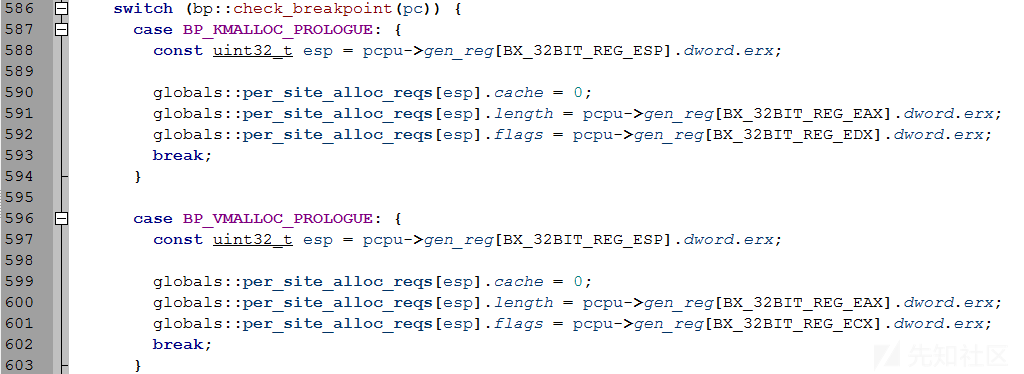 586 switch (bp::check_breakpoint(pc)) {
587 case BP_KMALLOC_PROLOGUE: {
588 const uint32_t esp = pcpu->gen_reg[BX_32BIT_REG_ESP].dword.erx;
589
590 globals::per_site_alloc_reqs[esp].cache = 0;
591 globals::per_site_alloc_reqs[esp].length = pcpu->gen_reg[BX_32BIT_REG_EAX].dword.erx;
592 globals::per_site_alloc_reqs[esp].flags = pcpu->gen_reg[BX_32BIT_REG_EDX].dword.erx;
593 break;
594 }
595
596 case BP_VMALLOC_PROLOGUE: {
597 const uint32_t esp = pcpu->gen_reg[BX_32BIT_REG_ESP].dword.erx;
598
599 globals::per_site_alloc_reqs[esp].cache = 0;
600 globals::per_site_alloc_reqs[esp].length = pcpu->gen_reg[BX_32BIT_REG_EAX].dword.erx;
601 globals::per_site_alloc_reqs[esp].flags = pcpu->gen_reg[BX_32BIT_REG_ECX].dword.erx;
602 break;
603 }
先知社区